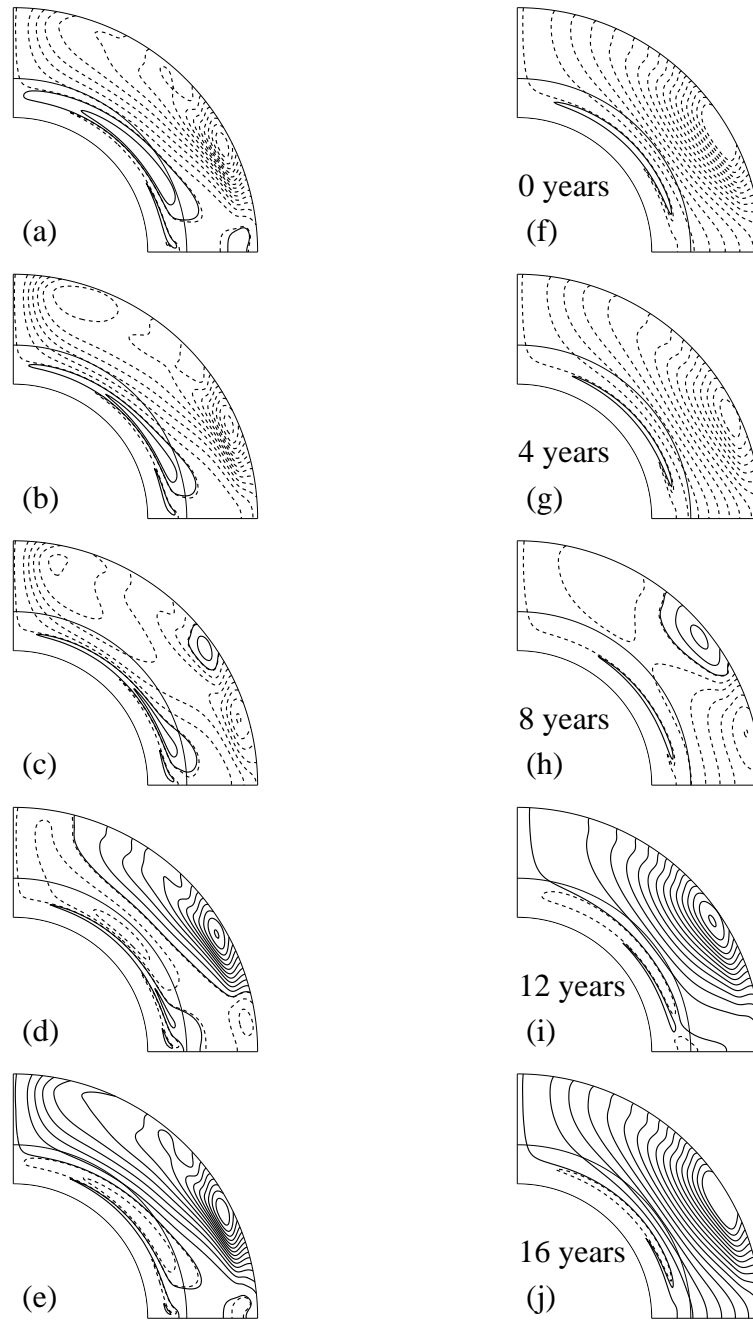 0 years
(a)
(f)
4 years
(b)
(g)
8 years
(c)
(h)
12 years
(d)
(i)
16 years
(e)
(j)